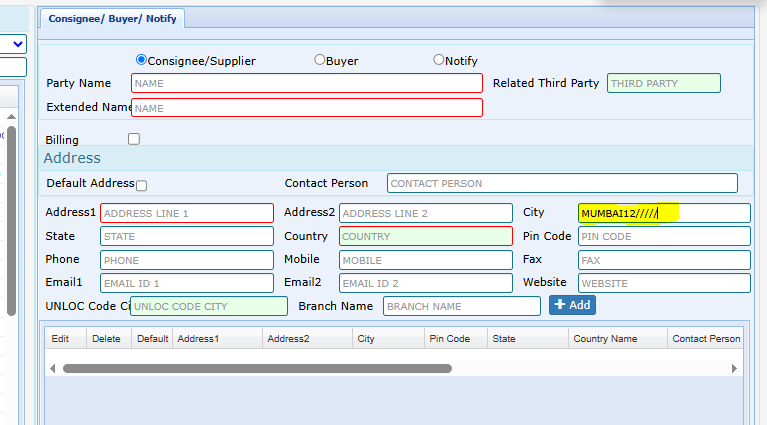 Consignee/ Buyer/ Notify
Consignee/Supplier Buyer Notify
Party Name NAME Related Third Party THIRD PARTY
Extended Name NAME
Billing
Address
Default Address Contact Person CONTACT PERSON
Address1 ADDRESS LINE 1 Address2 ADDRESS LINE 2 City MUMBAI12/////
State STATE Country COUNTRY Pin Code PIN CODE
Phone PHONE Mobile MOBILE Fax FAX
Email1 EMAIL ID 1 Email2 EMAIL ID 2 Website WEBSITE
UNLOC Code Ci UNLOC CODE CITY Branch Name BRANCH NAME + Add
Edit Delete Default Address1 Address2 City Pin Code State Country Name Contact Person